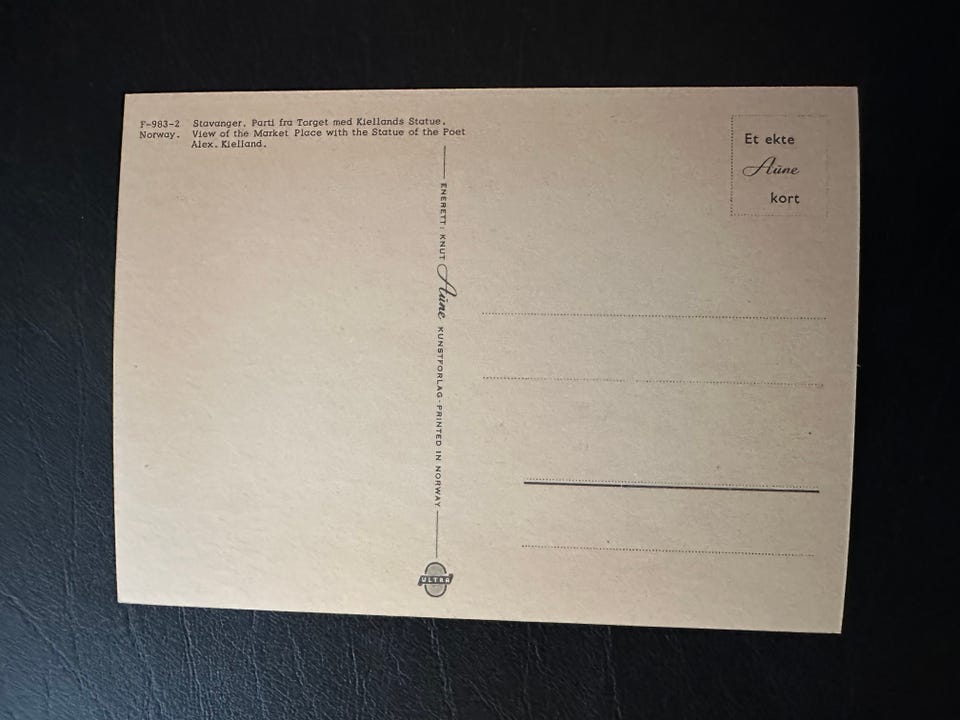 F-983-2 Stavanger. Parti fra Torget med Kiellands Statue.
Norway. View of the Market Place with the Statue of the Poet
Alex. Kielland.
Et ekte
Aune
kort
ENERETT: KNUT Aune KUNSTFORLAG - PRINTED IN NORWAY
ULTRA